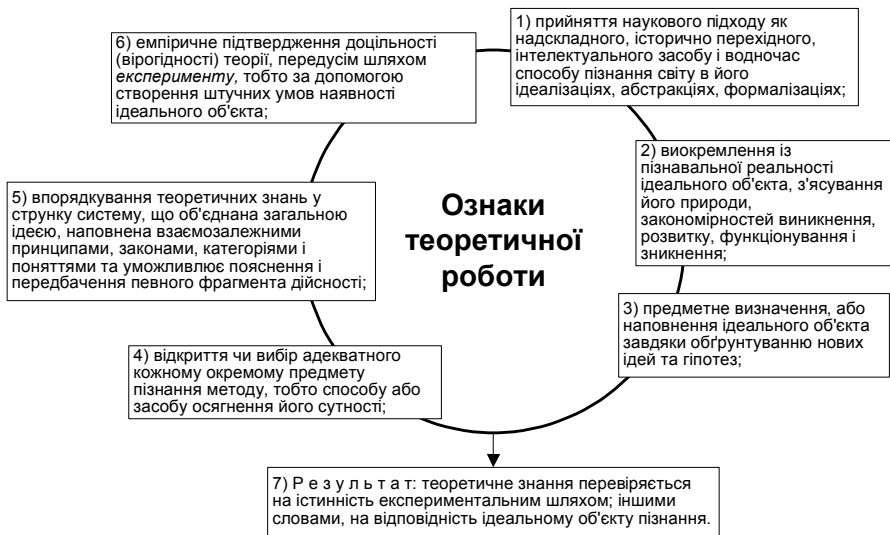 1) прийняття наукового підходу як
надскладного, історично перехідного,
інтелектуального засобу і водночас
способу пізнання світу в його
ідеалізаціях, абстракціях, формалізаціях;
2) виокремлення із
пізнавальної реальності
ідеального об'єкта, з'ясування
його природи,
закономірностей виникнення,
розвитку, функціонування і
зникнення;
3) предметне визначення, або
наповнення ідеального об'єкта
завдяки обґрунтуванню нових
ідей та гіпотез;
4) відкриття чи вибір адекватного
кожному окремому предмету
пізнання методу, тобто способу або
засобу осягнення його сутності;
5) впорядкування теоретичних знань у
струнку систему, що об'єднана загальною
ідеєю, наповнена взаємозалежними
принципами, законами, категоріями і
поняттями та уможливлює пояснення і
передбачення певного фрагмента дійсності;
6) емпіричне підтвердження доцільності
(вірогідності) теорії, передусім шляхом
експерименту, тобто за допомогою
створення штучних умов наявності
ідеального об'єкта;
Ознаки
теоретичної
роботи
7) Р е з у л ь т а т: теоретичне знання перевіряється
на істинність експериментальним шляхом; іншими
словами, на відповідність ідеальному об'єкту пізнання.